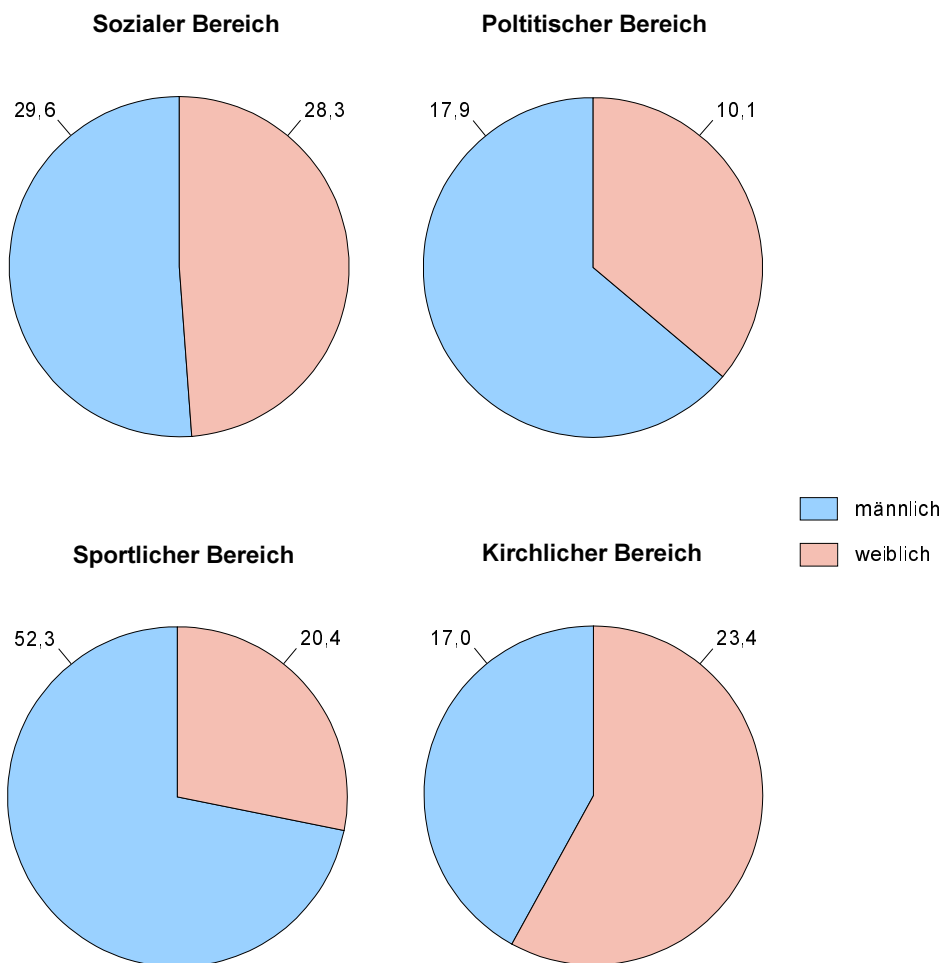 Sozialer Bereich
29,6
28,3
Poltitischer Bereich
17,9
10,1
männlich
weiblich
Sportlicher Bereich
52,3
20,4
Kirchlicher Bereich
17,0
23,4